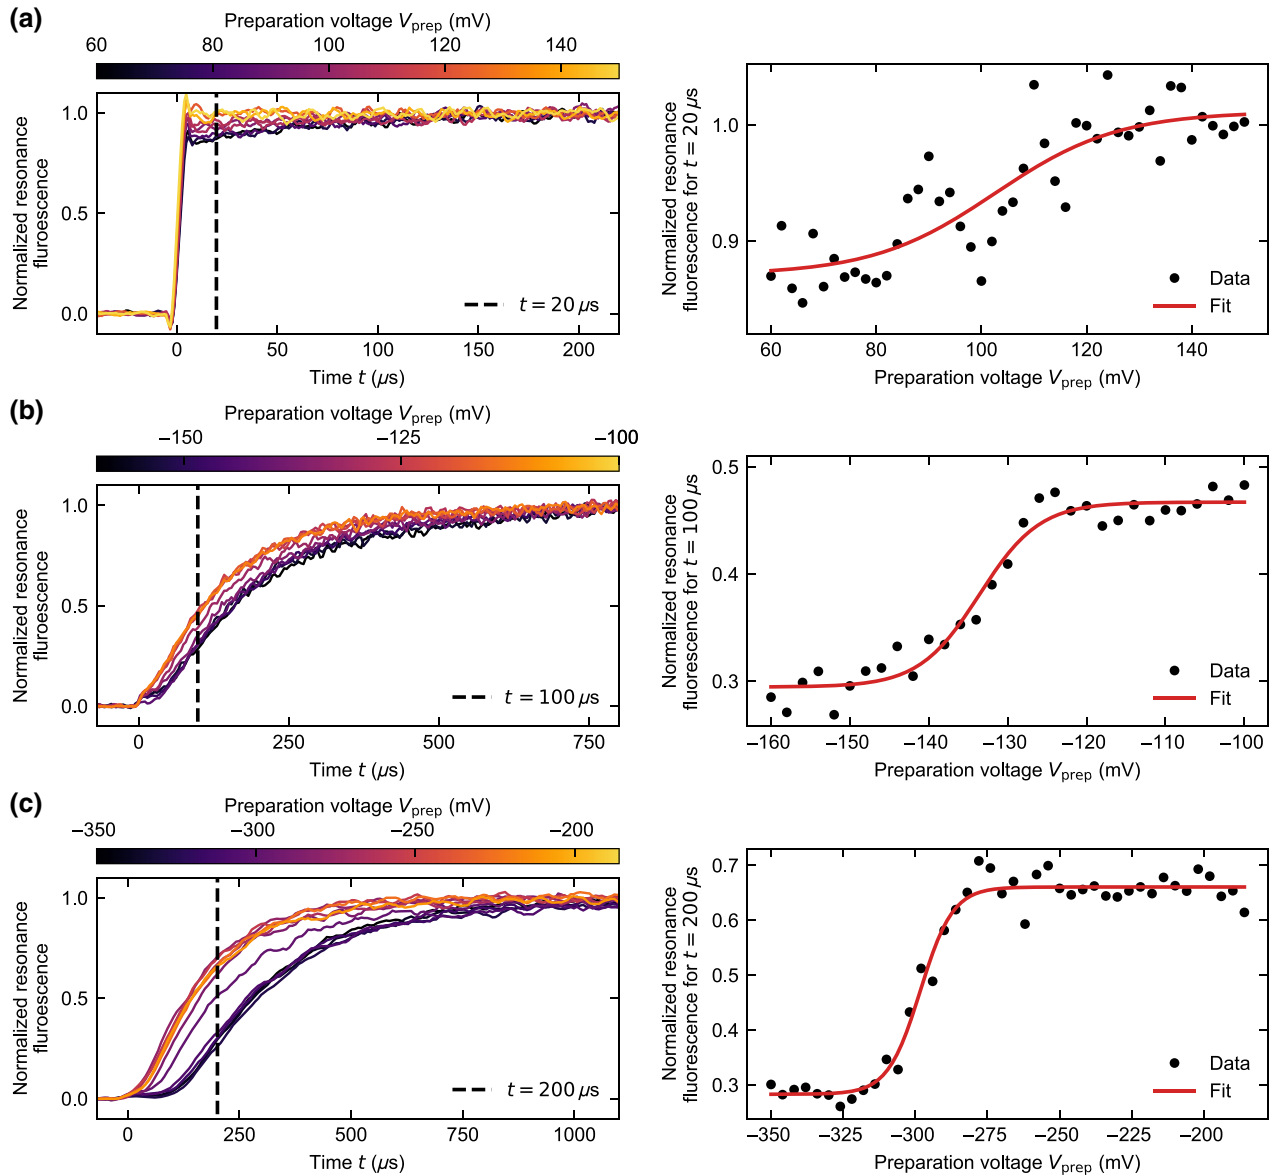 (a)
Preparation voltage Vprep (mV)
60 80 100 120 140
Normalized resonance
fluroescence
1.0
0.5
0.0
t = 20 μs
0 50 100 150 200
Time t (μs)
Normalized resonance
fluorescence for t = 20 μs
1.0
0.9
Data
Fit
60 80 100 120 140
Preparation voltage Vprep (mV)
(b)
Preparation voltage Vprep (mV)
−150 −125 −100
Normalized resonance
fluroescence
1.0
0.5
0.0
t = 100 μs
0 250 500 750
Time t (μs)
Normalized resonance
fluorescence for t = 100 μs
0.5
0.4
0.3
Data
Fit
−160 −150 −140 −130 −120 −110 −100
Preparation voltage Vprep (mV)
(c)
Preparation voltage Vprep (mV)
−350 −300 −250 −200
Normalized resonance
fluroescence
1.0
0.5
0.0
t = 200 μs
0 250 500 750 1000
Time t (μs)
Normalized resonance
fluorescence for t = 200 μs
0.7
0.6
0.5
0.4
0.3
Data
Fit
−350 −325 −300 −275 −250 −225 −200
Preparation voltage Vprep (mV)